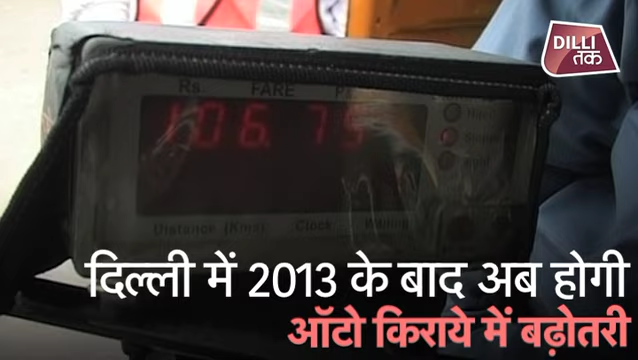 DILLI
तक
Rs. FARE P
106.75
Distance (Kms) Clock Waiting
दिल्ली में 2013 के बाद अब होगी
ऑटो किराये में बढ़ोतरी